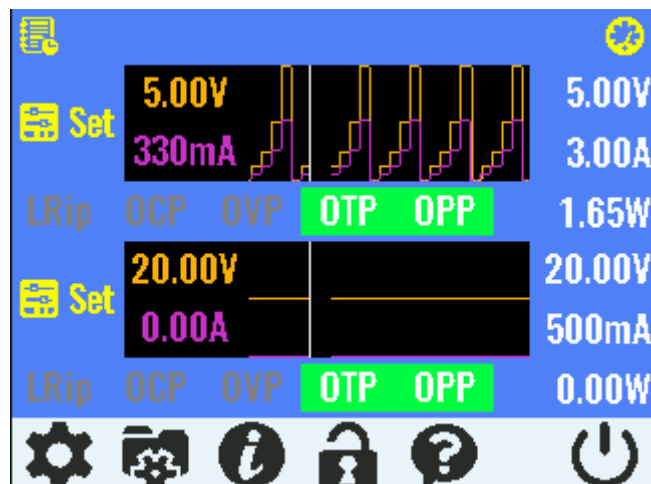 5.00V 5.00V
Set
330mA 3.00A
LRip OCP OVP OTP OPP 1.65W
20.00V 20.00V
Set
0.00A 500mA
LRip OCP OVP OTP OPP 0.00W